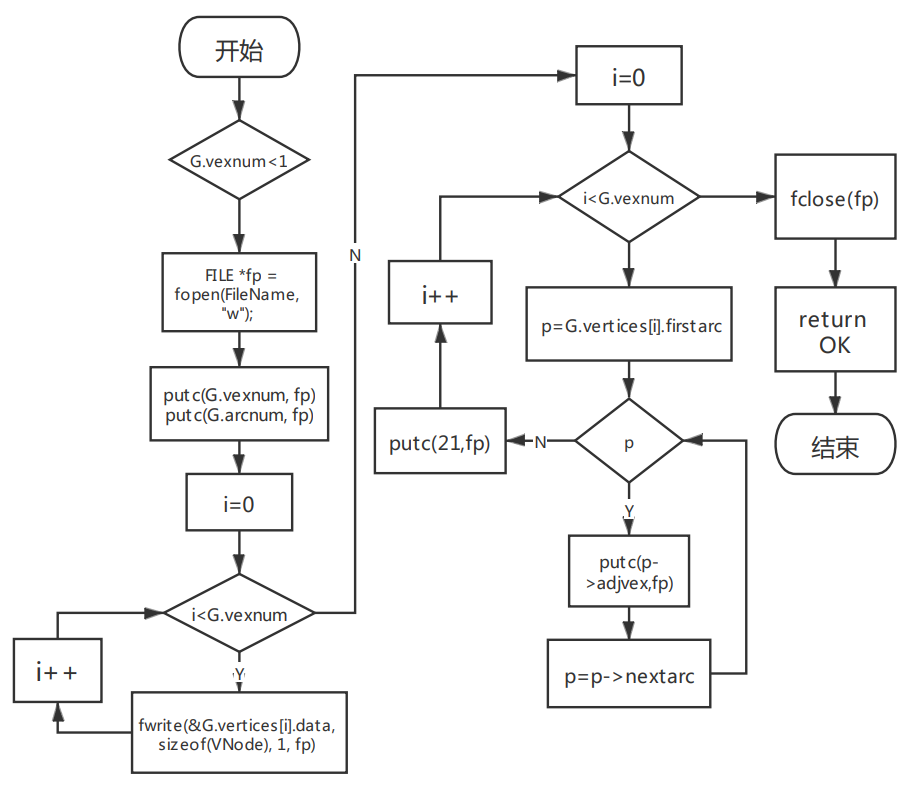 开始
G.vexnum<1
FILE *fp =
fopen(FileName,
"w");
putc(G.vexnum, fp)
putc(G.arcnum, fp)
i=0
i<G.vexnum
Y
i++
fwrite(&G.vertices[i].data,
sizeof(VNode), 1, fp)
N
i=0
i<G.vexnum
i++
p=G.vertices[i].firstarc
p
N
putc(21,fp)
Y
putc(p-
>adjvex,fp)
p=p->nextarc
fclose(fp)
return
OK
结束